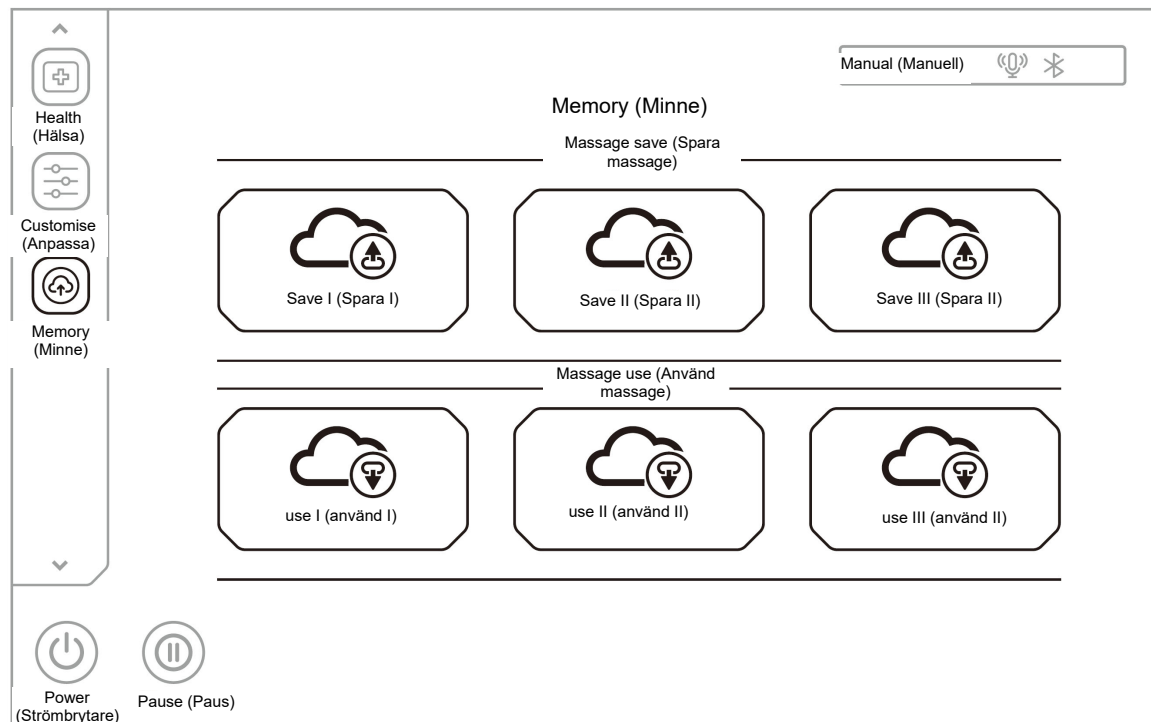 Manual (Manuell)
Health
(Hälsa)
Memory (Minne)
Massage save (Spara
massage)
Customise
(Anpassa)
Save I (Spara I)
Save II (Spara II)
Save III (Spara II)
Memory
(Minne)
Massage use (Använd
massage)
use I (använd I)
use II (använd II)
use III (använd II)
Power
(Strömbrytare)
Pause (Paus)